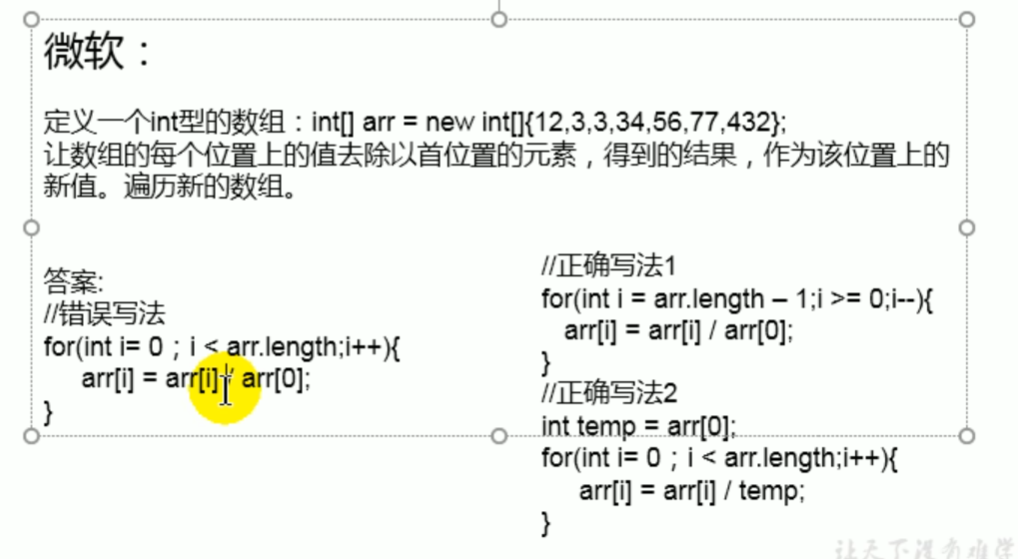 微软：
定义一个int型的数组：int[] arr = new int[]{12,3,3,34,56,77,432};
让数组的每个位置上的值去除以首位置的元素，得到的结果，作为该位置上的
新值。遍历新的数组。
答案:
//错误写法
for(int i= 0；i < arr.length;i++){
arr[i] = arr[i] / arr[0];
}
//正确写法1
for(int i = arr.length – 1;i >= 0;i--){
arr[i] = arr[i] / arr[0];
}
//正确写法2
int temp = arr[0];
for(int i= 0；i < arr.length;i++){
arr[i] = arr[i] / temp;
}
让天下没有难学